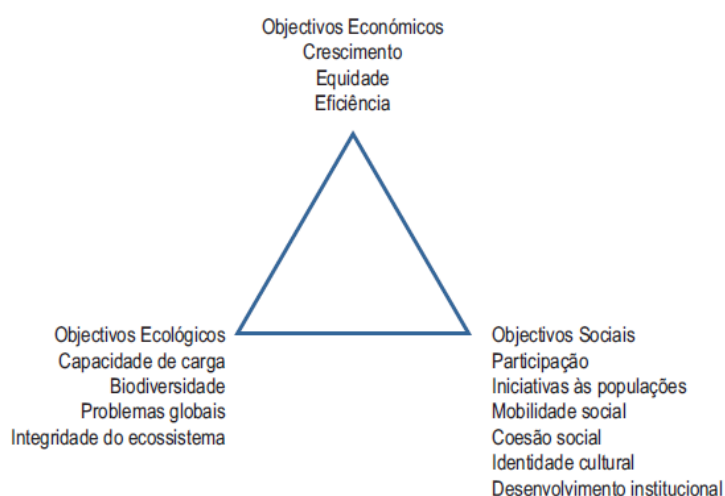 Objectivos Económicos
Crescimento
Equidade
Eficiência
Objectivos Ecológicos
Capacidade de carga
Biodiversidade
Problemas globais
Integridade do ecossistema
Objectivos Sociais
Participação
Iniciativas às populações
Mobilidade social
Coesão social
Identidade cultural
Desenvolvimento institucional